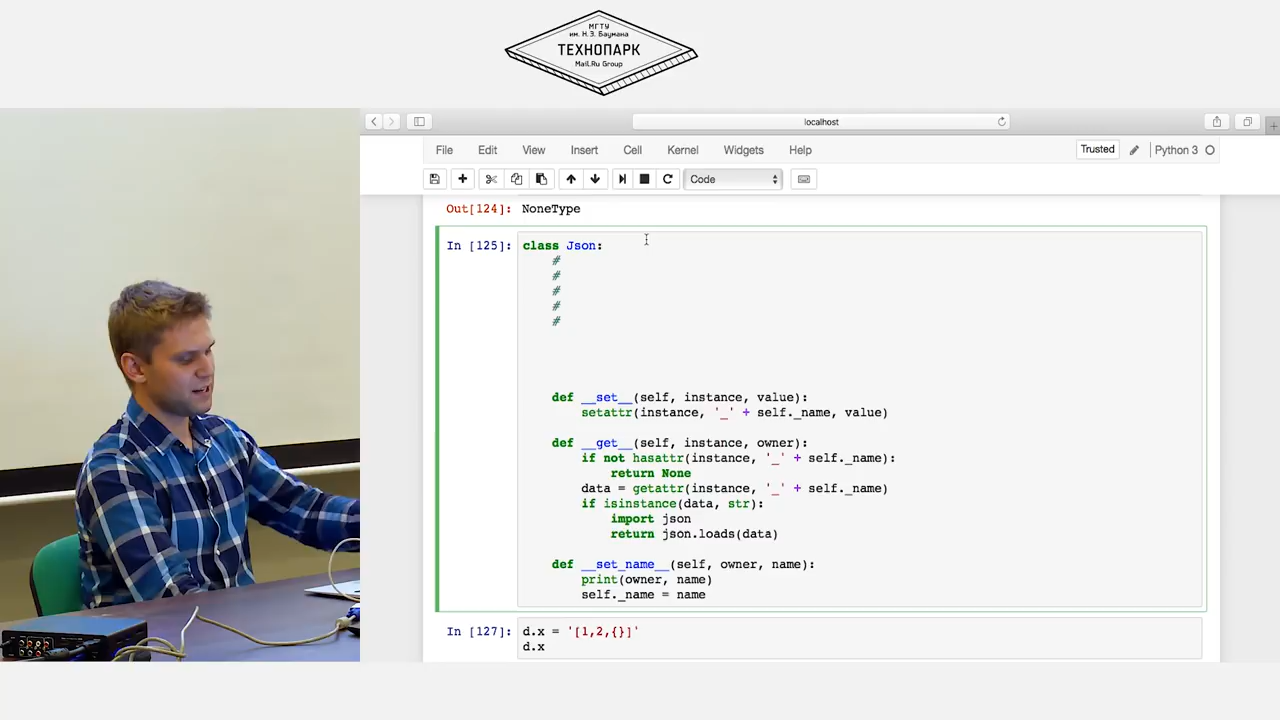 МГТУ
им. Н.Э. Баумана
ТЕХНОПАРК
Mail.Ru Group
localhost
File Edit View Insert Cell Kernel Widgets Help Trusted Python 3
Code
Out[124]: NoneType
In [125]: class Json:
#
#
#
#
#
def __set__(self, instance, value):
setattr(instance, '_' + self._name, value)
def __get__(self, instance, owner):
if not hasattr(instance, '_' + self._name):
return None
data = getattr(instance, '_' + self._name)
if isinstance(data, str):
import json
return json.loads(data)
def __set_name__(self, owner, name):
print(owner, name)
self._name = name
In [127]: d.x = '[1,2,{}]'
d.x